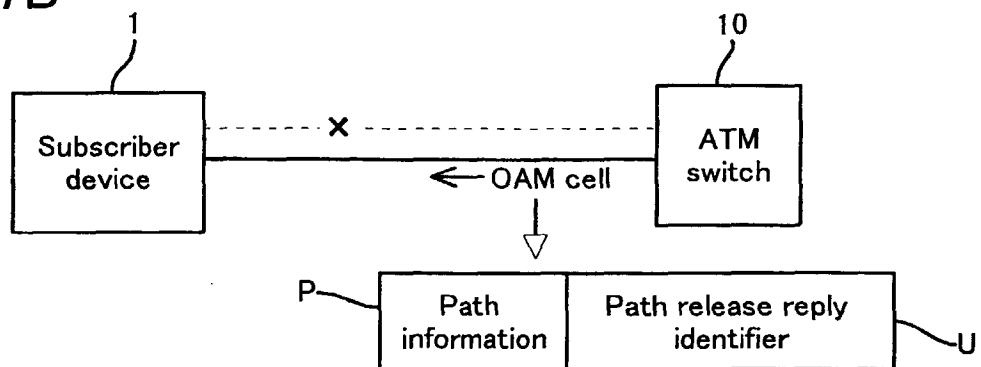 1
10
Subscriber
device
×
ATM
switch
OAM cell
P
Path
information
Path release reply
identifier
U